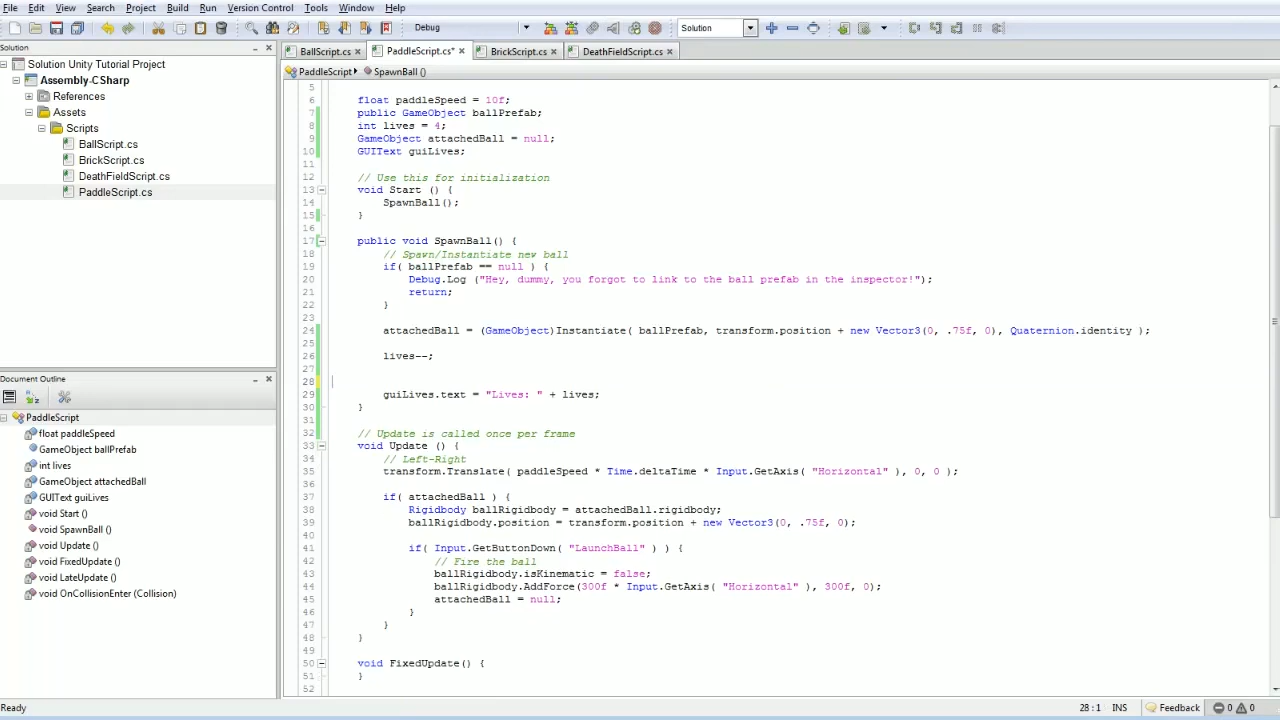 File Edit View Search Project Build Run Version Control Tools Window Help
Debug
Solution
Solution
BallScript.cs
PaddleScript.cs*
BrickScript.cs
DeathFieldScript.cs
Solution Unity Tutorial Project
PaddleScript
SpawnBall ()
Assembly-CSharp
References
Assets
Scripts
BallScript.cs
BrickScript.cs
DeathFieldScript.cs
PaddleScript.cs
5
6 float paddleSpeed = 10f;
7 public GameObject ballPrefab;
8 int lives = 4;
9 GameObject attachedBall = null;
10 GUIText guiLives;
11
12 // Use this for initialization
13 void Start () {
14 SpawnBall();
15 }
16
17 public void SpawnBall() {
18 // Spawn/Instantiate new ball
19 if( ballPrefab == null ) {
20 Debug.Log ("Hey, dummy, you forgot to link to the ball prefab in the inspector!");
21 return;
22 }
23
24 attachedBall = (GameObject)Instantiate( ballPrefab, transform.position + new Vector3(0, .75f, 0), Quaternion.identity );
25
26 lives--;
27
28
29 guiLives.text = "Lives: " + lives;
30 }
31
32 // Update is called once per frame
33 void Update () {
34 // Left-Right
35 transform.Translate( paddleSpeed * Time.deltaTime * Input.GetAxis( "Horizontal" ), 0, 0 );
36
37 if( attachedBall ) {
38 Rigidbody ballRigidbody = attachedBall.rigidbody;
39 ballRigidbody.position = transform.position + new Vector3(0, .75f, 0);
40
41 if( Input.GetButtonDown( "LaunchBall" ) ) {
42 // Fire the ball
43 ballRigidbody.isKinematic = false;
44 ballRigidbody.AddForce(300f * Input.GetAxis( "Horizontal" ), 300f, 0);
45 attachedBall = null;
46 }
47 }
48 }
49
50 void FixedUpdate() {
51 }
52
Document Outline
PaddleScript
float paddleSpeed
GameObject ballPrefab
int lives
GameObject attachedBall
GUIText guiLives
void Start ()
void SpawnBall ()
void Update ()
void FixedUpdate ()
void LateUpdate ()
void OnCollisionEnter (Collision)
Ready
28 : 1
INS
Feedback
0
0